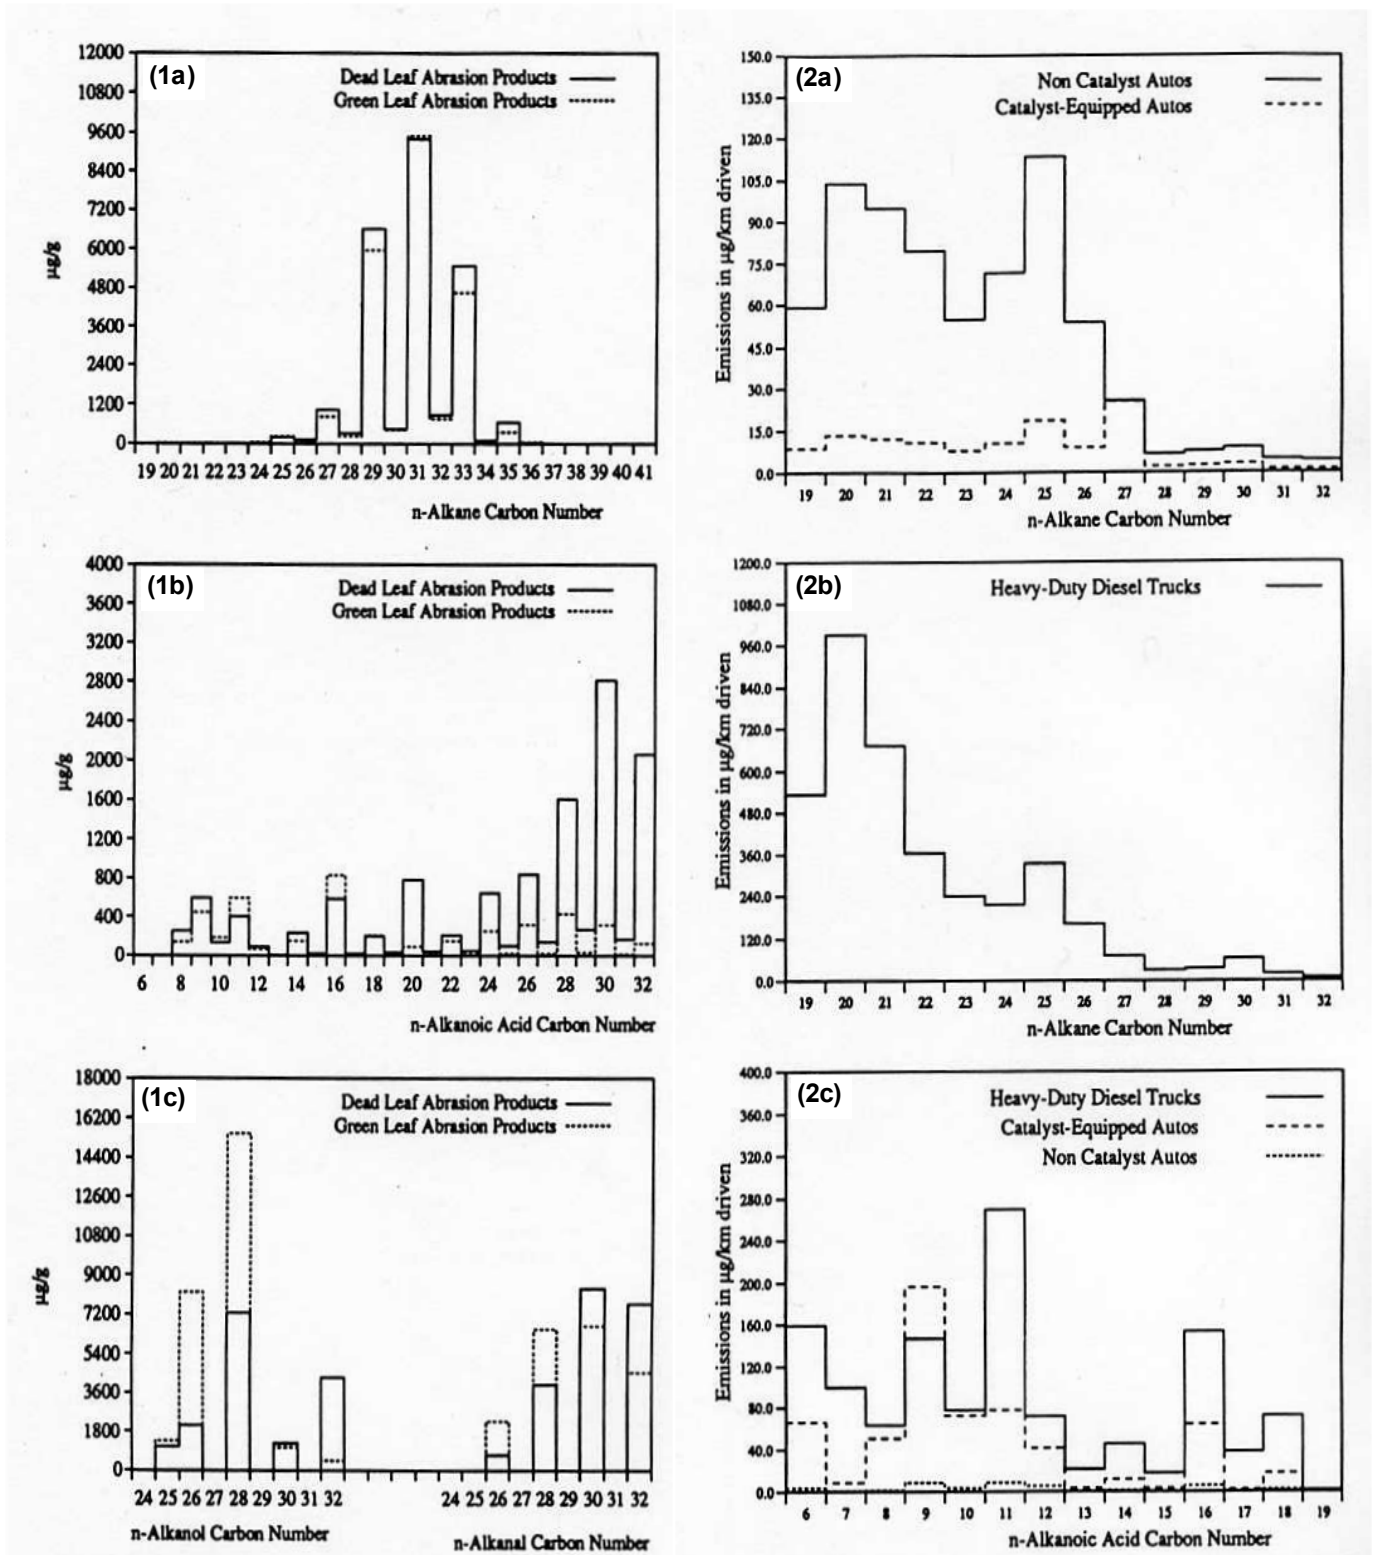 (1a)
Dead Leaf Abrasion Products
Green Leaf Abrasion Products
12000
10800
9600
8400
7200
6000
4800
3600
2400
1200
0
µg/g
19 20 21 22 23 24 25 26 27 28 29 30 31 32 33 34 35 36 37 38 39 40 41
n-Alkane Carbon Number
(1b)
Dead Leaf Abrasion Products
Green Leaf Abrasion Products
4000
3600
3200
2800
2400
2000
1600
1200
800
400
0
µg/g
6 8 10 12 14 16 18 20 22 24 26 28 30 32
n-Alkanoic Acid Carbon Number
(1c)
Dead Leaf Abrasion Products
Green Leaf Abrasion Products
18000
16200
14400
12600
10800
9000
7200
5400
3600
1800
0
µg/g
24 25 26 27 28 29 30 31 32
24 25 26 27 28 29 30 31 32
n-Alkanol Carbon Number
n-Alkanal Carbon Number
(2a)
Non Catalyst Autos
Catalyst-Equipped Autos
150.0
135.0
120.0
105.0
90.0
75.0
60.0
45.0
30.0
15.0
0.0
Emissions in µg/km driven
19 20 21 22 23 24 25 26 27 28 29 30 31 32
n-Alkane Carbon Number
(2b)
Heavy-Duty Diesel Trucks
1200.0
1080.0
960.0
840.0
720.0
600.0
480.0
360.0
240.0
120.0
0.0
Emissions in µg/km driven
19 20 21 22 23 24 25 26 27 28 29 30 31 32
n-Alkane Carbon Number
(2c)
Heavy-Duty Diesel Trucks
Catalyst-Equipped Autos
Non Catalyst Autos
400.0
360.0
320.0
280.0
240.0
200.0
160.0
120.0
80.0
40.0
0.0
Emissions in µg/km driven
6 7 8 9 10 11 12 13 14 15 16 17 18 19
n-Alkanoic Acid Carbon Number